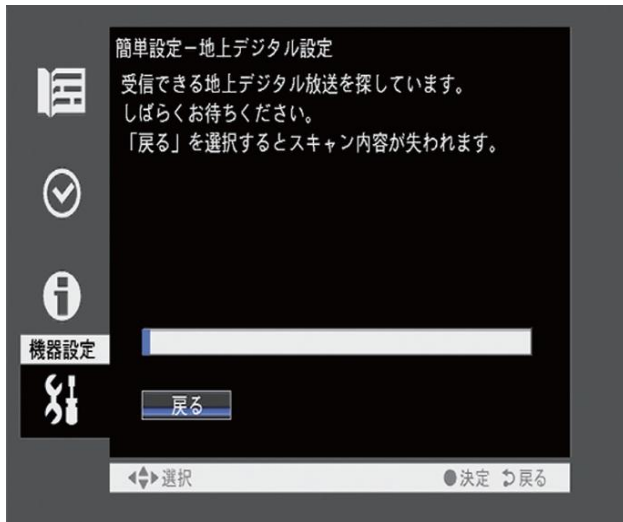 簡単設定－地上デジタル設定
受信できる地上デジタル放送を探しています。
しばらくお待ちください。
「戻る」を選択するとスキャン内容が失われます。
機器設定
戻る
選択 ●決定 戻る